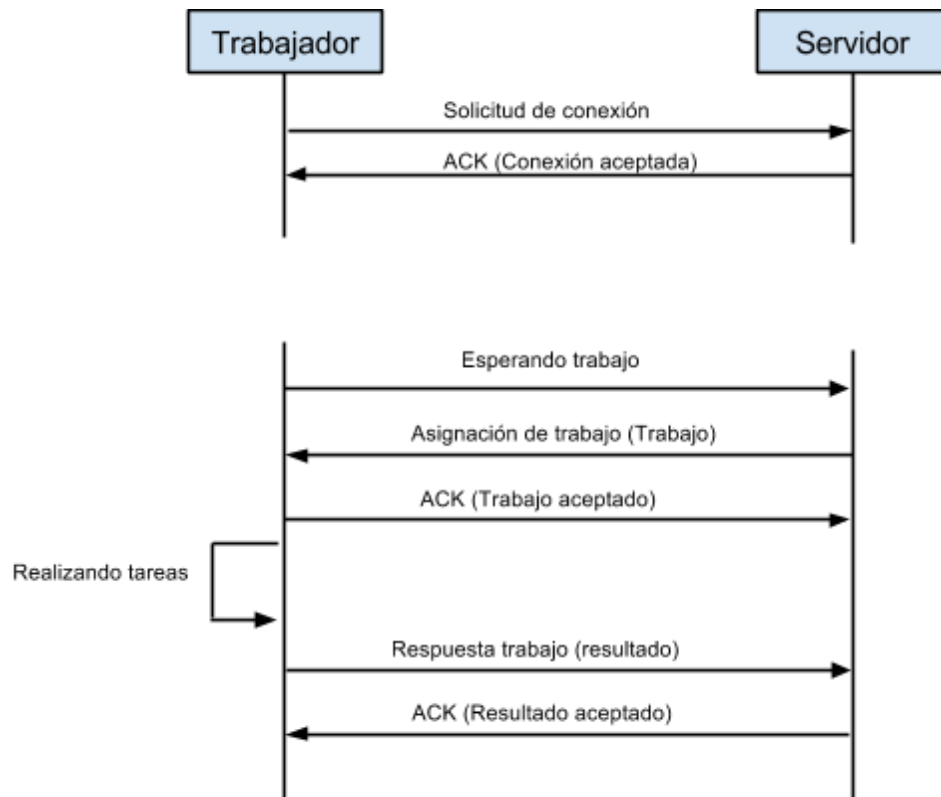 Trabajador
Servidor
Solicitud de conexión
ACK (Conexión aceptada)
Esperando trabajo
Asignación de trabajo (Trabajo)
ACK (Trabajo aceptado)
Realizando tareas
Respuesta trabajo (resultado)
ACK (Resultado aceptado)